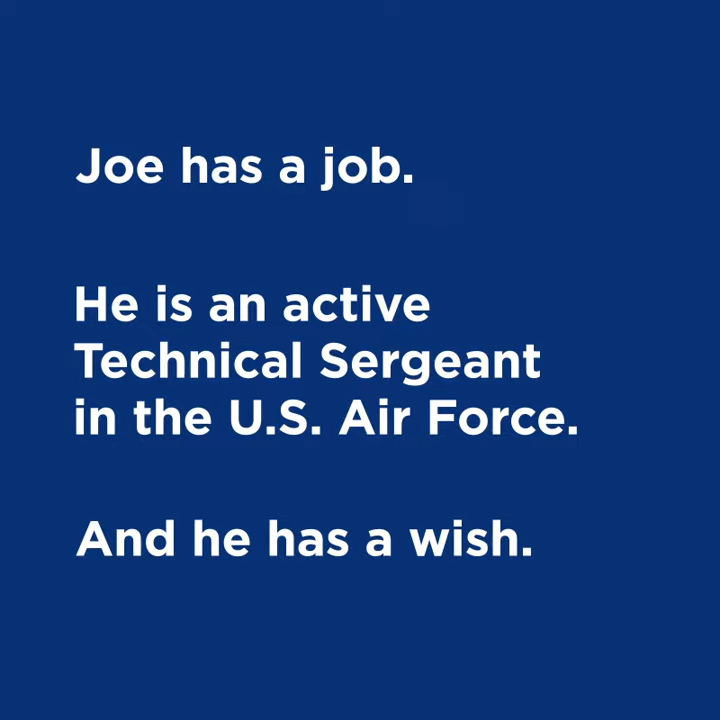 Joe has a job.
He is an active
Technical Sergeant
in the U.S. Air Force.
And he has a wish.